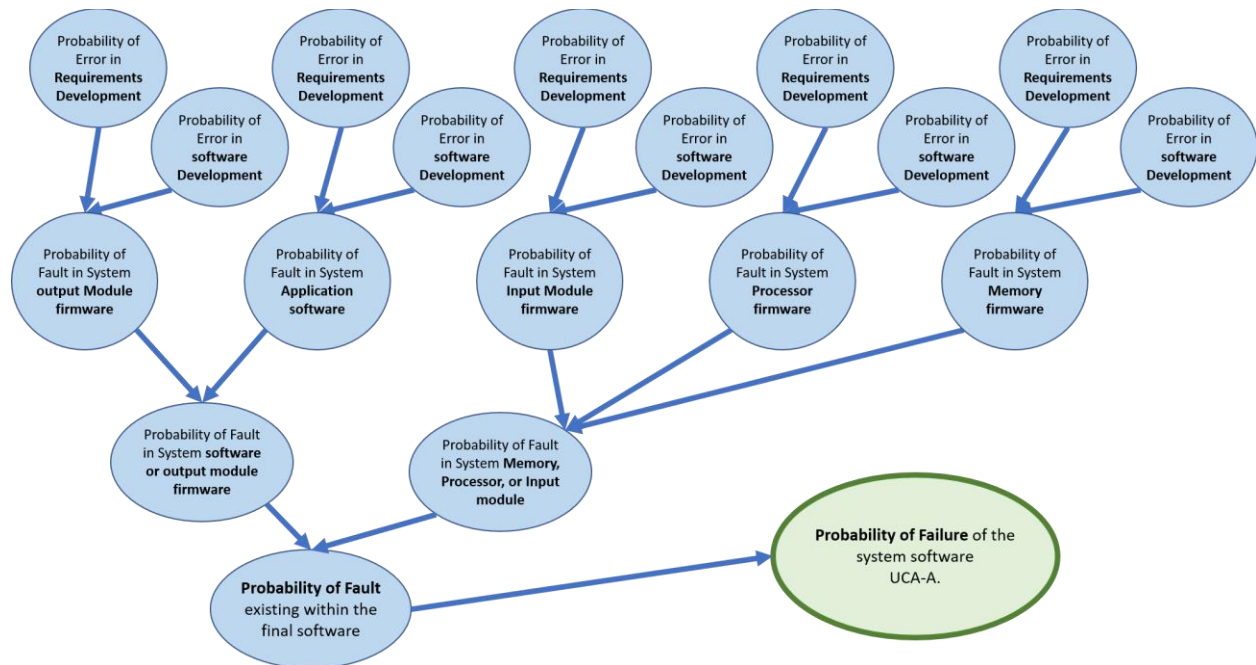 Probability of
Error in
Requirements
Development
Probability of
Error in
Requirements
Development
Probability of
Error in
Requirements
Development
Probability of
Error in
Requirements
Development
Probability of
Error in
Requirements
Development
Probability of
Error in
software
Development
Probability of
Error in
software
Development
Probability of
Error in
software
Development
Probability of
Error in
software
Development
Probability of
Error in
software
Development
Probability of
Fault in System
output Module
firmware
Probability of
Fault in System
Application
software
Probability of
Fault in System
Input Module
firmware
Probability of
Fault in System
Processor
firmware
Probability of
Fault in System
Memory
firmware
Probability of Fault
in System software
or output module
firmware
Probability of Fault
in System Memory,
Processor, or Input
module
Probability of Failure of the
system software
UCA-A.
Probability of Fault
existing within the
final software